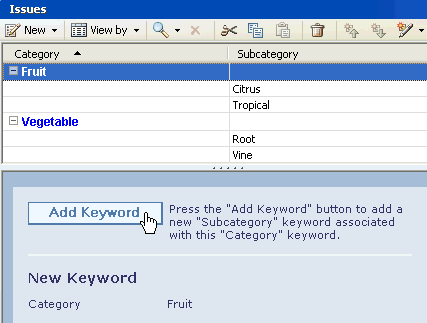 Issues
New View by
Category Subcategory
Fruit
Citrus
Tropical
Vegetable
Root
Vine
Add Keyword
Press the "Add Keyword" button to add a
new "Subcategory" keyword associated
with this "Category" keyword.
New Keyword
Category Fruit